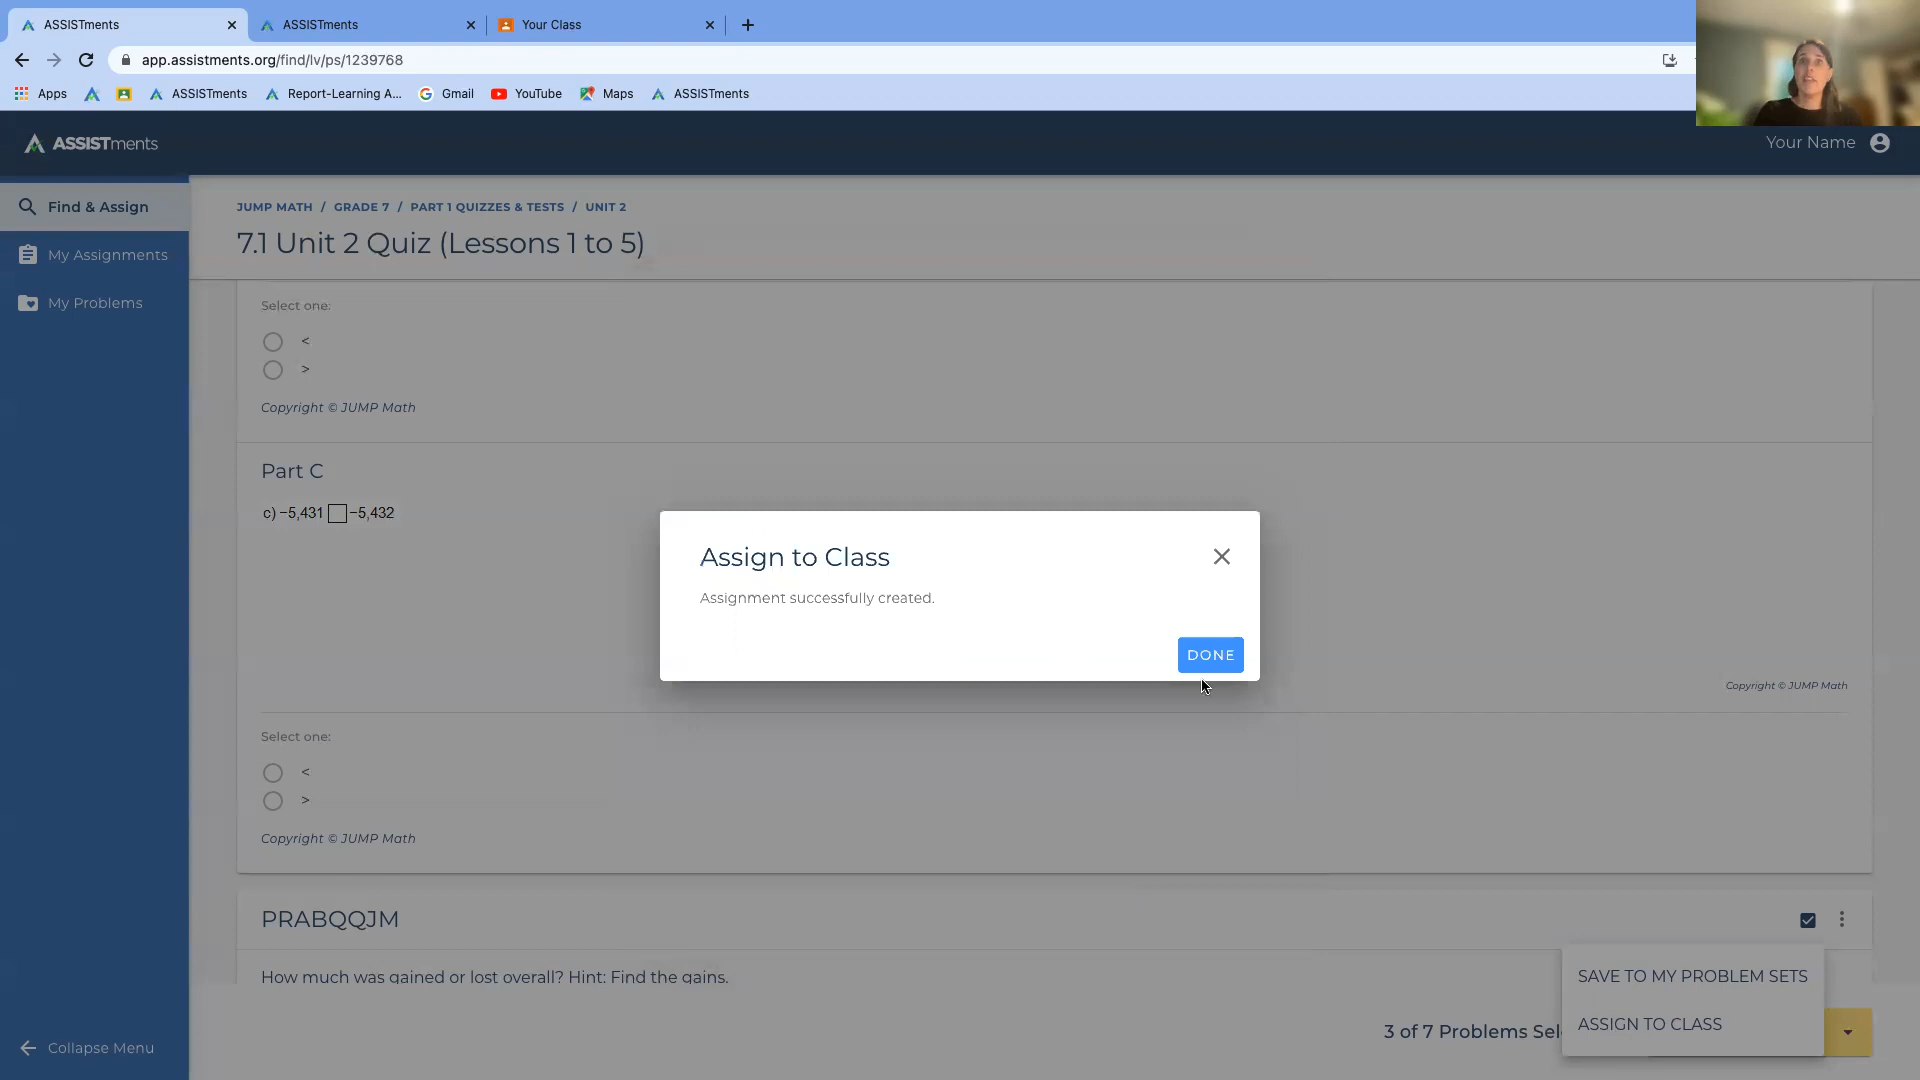 ASSISTments
ASSISTments
Your Class
app.assistments.org/find/lv/ps/1239768
Apps
ASSISTments
Report-Learning A...
Gmail
YouTube
Maps
ASSISTments
ASSISTments
Your Name
Find & Assign
My Assignments
My Problems
Collapse Menu
JUMP MATH / GRADE 7 / PART 1 QUIZZES & TESTS / UNIT 2
7.1 Unit 2 Quiz (Lessons 1 to 5)
Select one:
<
>
Copyright © JUMP Math
Part C
c) −5,431 □ −5,432
Copyright © JUMP Math
Select one:
<
>
Copyright © JUMP Math
Assign to Class
Assignment successfully created.
DONE
PRABQQJM
How much was gained or lost overall? Hint: Find the gains.
SAVE TO MY PROBLEM SETS
ASSIGN TO CLASS
3 of 7 Problems Sel